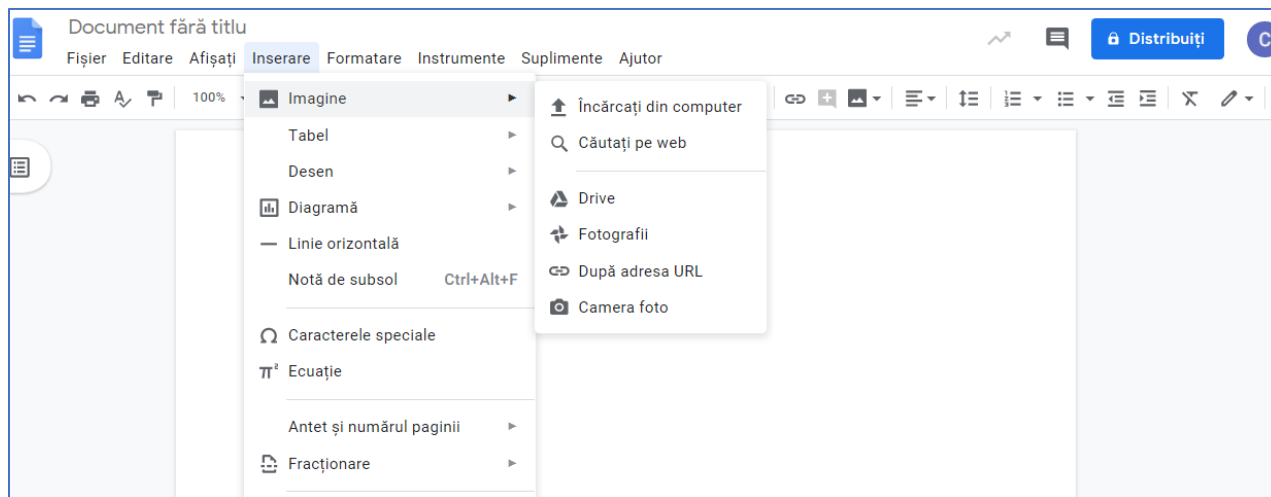 Document fără titlu
Fișier Editare Afișați Inserare Formatare Instrumente Suplimente Ajutor
Distribuiți
C
100%
Imagine
Tabel
Desen
Diagramă
Linie orizontală
Notă de subsol Ctrl+Alt+F
Caracterele speciale
Ecuație
Antet și numărul paginii
Fracționare
Încărcați din computer
Căutați pe web
Drive
Fotografii
După adresa URL
Camera foto